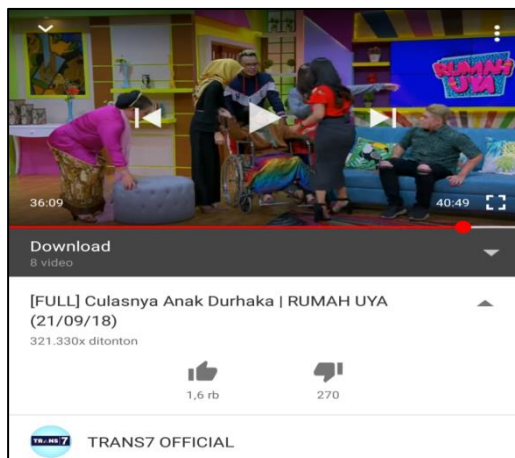 RUMAH
UYA
36:09
40:49
Download
8 video
[FULL] Culasnya Anak Durhaka | RUMAH UYA
(21/09/18)
321.330x ditonton
1,6 rb
270
TRANS7
TRANS7 OFFICIAL